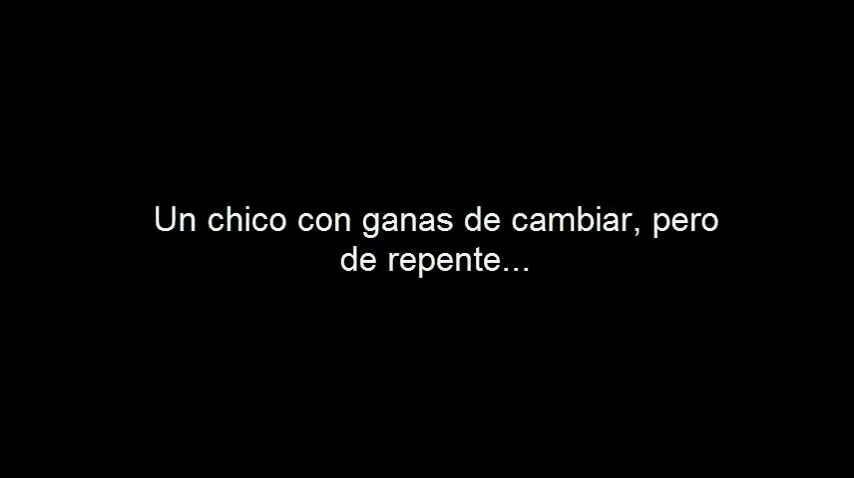 Un chico con ganas de cambiar, pero
de repente...